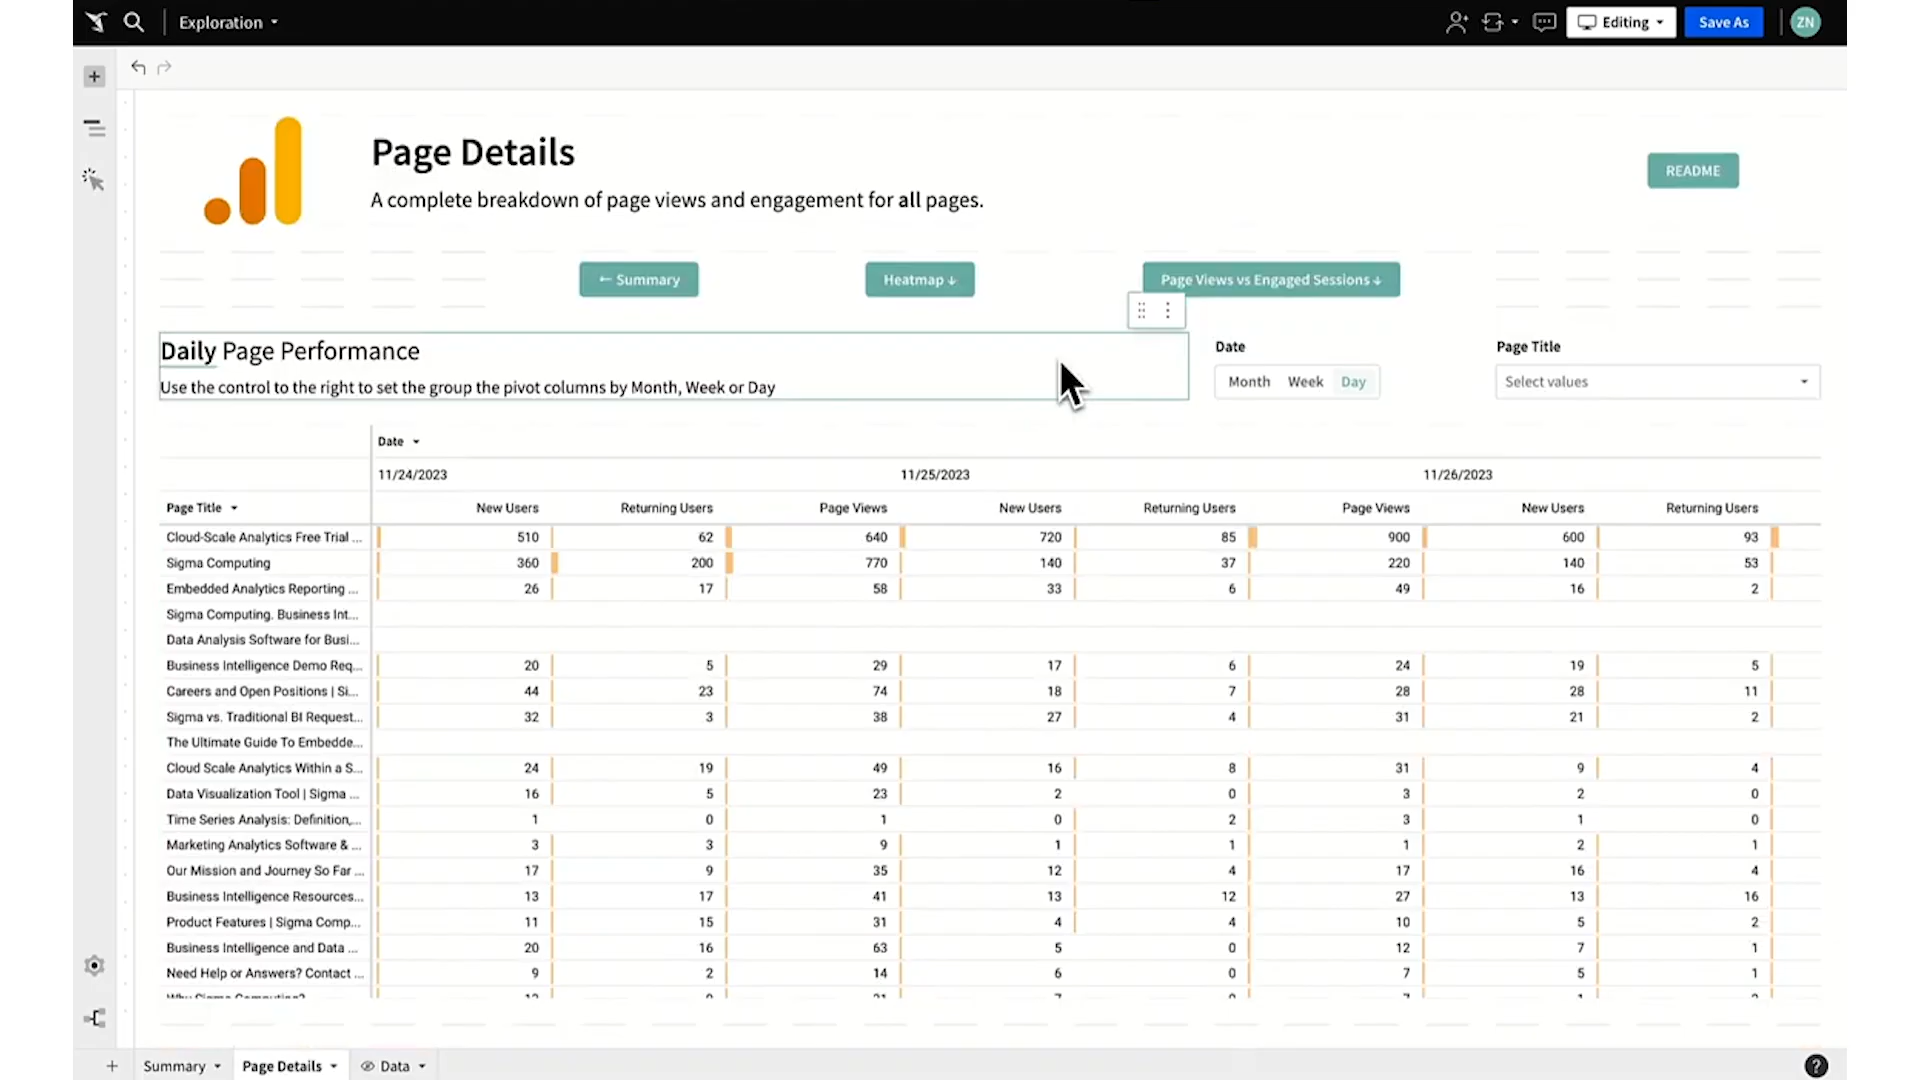 Exploration
Editing
Save As
ZN
Page Details
A complete breakdown of page views and engagement for all pages.
README
← Summary
Heatmap ↓
Page Views vs Engaged Sessions ↓
Daily Page Performance
Use the control to the right to set the group the pivot columns by Month, Week or Day
Date
Month Week Day
Page Title
Select values
Date
11/24/2023 11/25/2023 11/26/2023
Page Title New Users Returning Users Page Views New Users Returning Users Page Views New Users Returning Users
Cloud-Scale Analytics Free Trial ... 510 62 640 720 85 900 600 93
Sigma Computing 360 200 770 140 37 220 140 53
Embedded Analytics Reporting ... 26 17 58 33 6 49 16 2
Sigma Computing. Business Int...
Data Analysis Software for Busi...
Business Intelligence Demo Req... 20 5 29 17 6 24 19 5
Careers and Open Positions | Si... 44 23 74 18 7 28 28 11
Sigma vs. Traditional BI Request... 32 3 38 27 4 31 21 2
The Ultimate Guide To Embedde...
Cloud Scale Analytics Within a S... 24 19 49 16 8 31 9 4
Data Visualization Tool | Sigma ... 16 5 23 2 0 3 2 0
Time Series Analysis: Definition,... 1 0 1 0 2 3 1 0
Marketing Analytics Software & ... 3 3 9 1 1 1 2 1
Our Mission and Journey So Far ... 17 9 35 12 4 17 16 4
Business Intelligence Resources... 13 17 41 13 12 27 13 16
Product Features | Sigma Comp... 11 15 31 4 4 10 5 2
Business Intelligence and Data ... 20 16 63 5 0 12 7 1
Need Help or Answers? Contact ... 9 2 14 6 0 7 5 1
Why Sigma Computing?
Summary Page Details Data
?